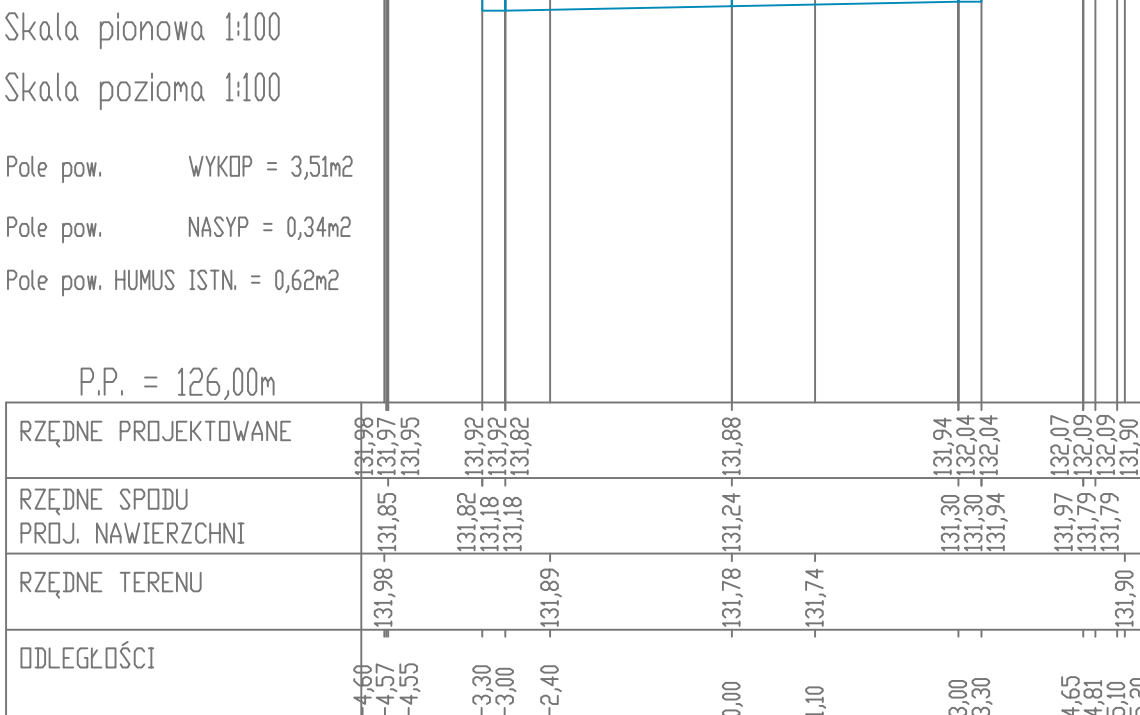 Skala pionowa 1:100
Skala pozioma 1:100
Pole pow. WYKOP = 3,51m2
Pole pow. NASYP = 0,34m2
Pole pow. HUMUS ISTN. = 0,62m2
P.P. = 126,00m
RZĘDNE PROJEKTOWANE 131,98 131,97 131,95 131,92 131,92 131,82 131,88 131,94 132,04 132,04 132,07 132,09 132,09 131,90
RZĘDNE SPODU
PROJ. NAWIERZCHNI 131,85 131,82 131,18 131,18 131,24 131,30 131,30 131,94 131,97 131,79 131,79
RZĘDNE TERENU 131,98 131,89 131,78 131,74 131,90
ODLEGŁOŚCI -4,60 -4,57 -4,55 -3,30 -3,00 -2,40 0,00 1,10 3,00 3,30 4,65 4,81 5,10